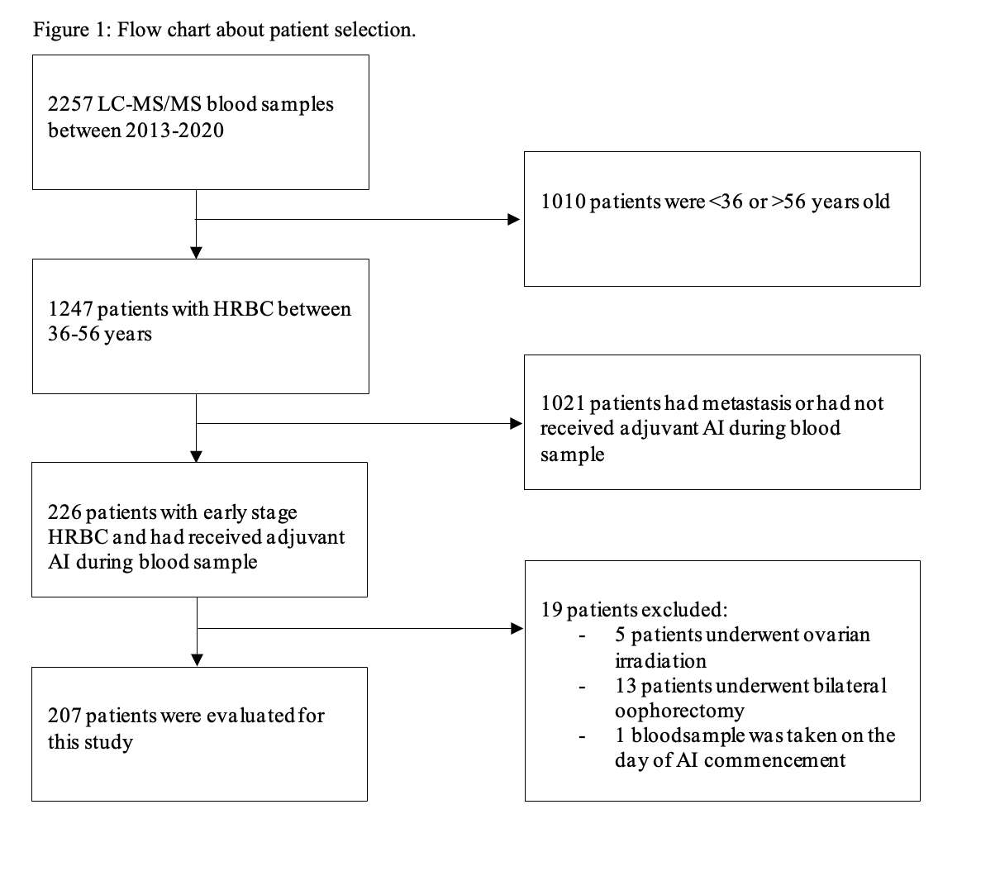 Figure 1: Flow chart about patient selection.
2257 LC-MS/MS blood samples
between 2013-2020
1010 patients were <36 or >56 years old
1247 patients with HRBC between
36-56 years
1021 patients had metastasis or had not
received adjuvant AI during blood
sample
226 patients with early stage
HRBC and had received adjuvant
AI during blood sample
19 patients excluded:
- 5 patients underwent ovarian
irradiation
- 13 patients underwent bilateral
oophorectomy
- 1 bloodsample was taken on the
day of AI commencement
207 patients were evaluated for
this study